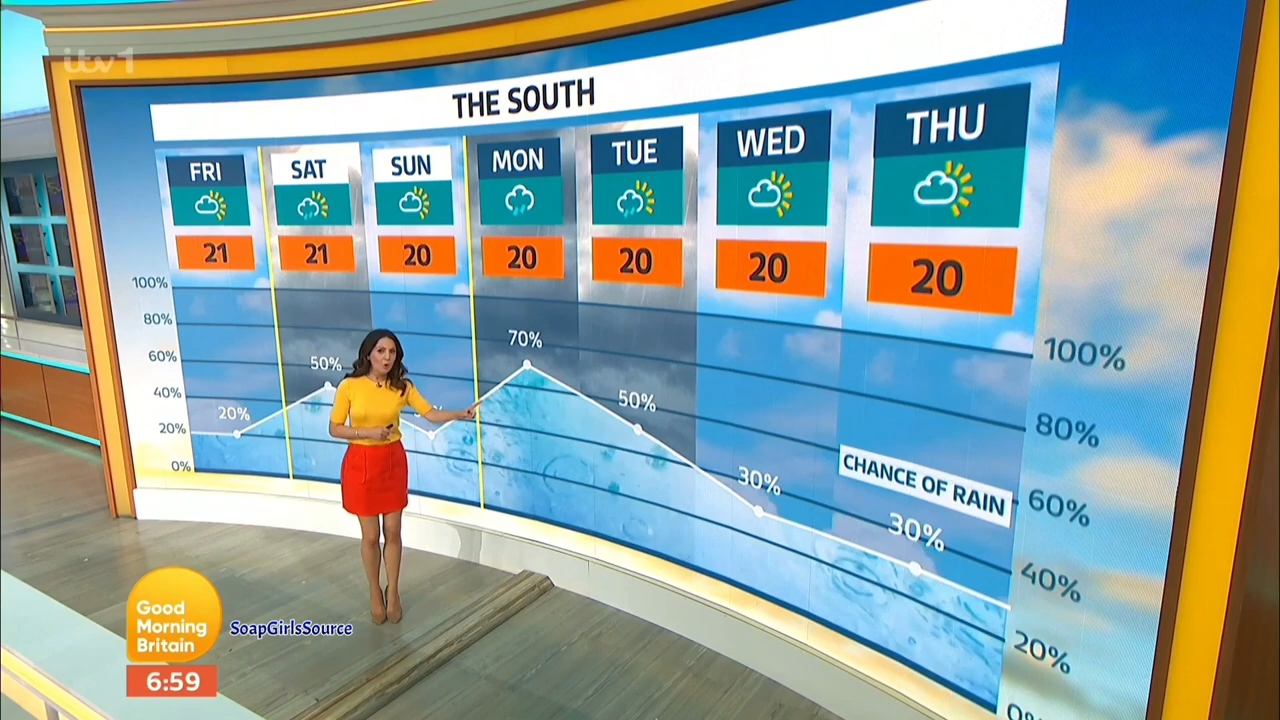 itv1
THE SOUTH
FRI SAT SUN MON TUE WED THU
21 21 20 20 20 20 20
100%
80%
60%
40%
20%
0%
20% 50% 70% 50% 30% 30%
CHANCE OF RAIN
100%
80%
60%
40%
20%
Good
Morning
Britain
6:59
SoapGirlsSource